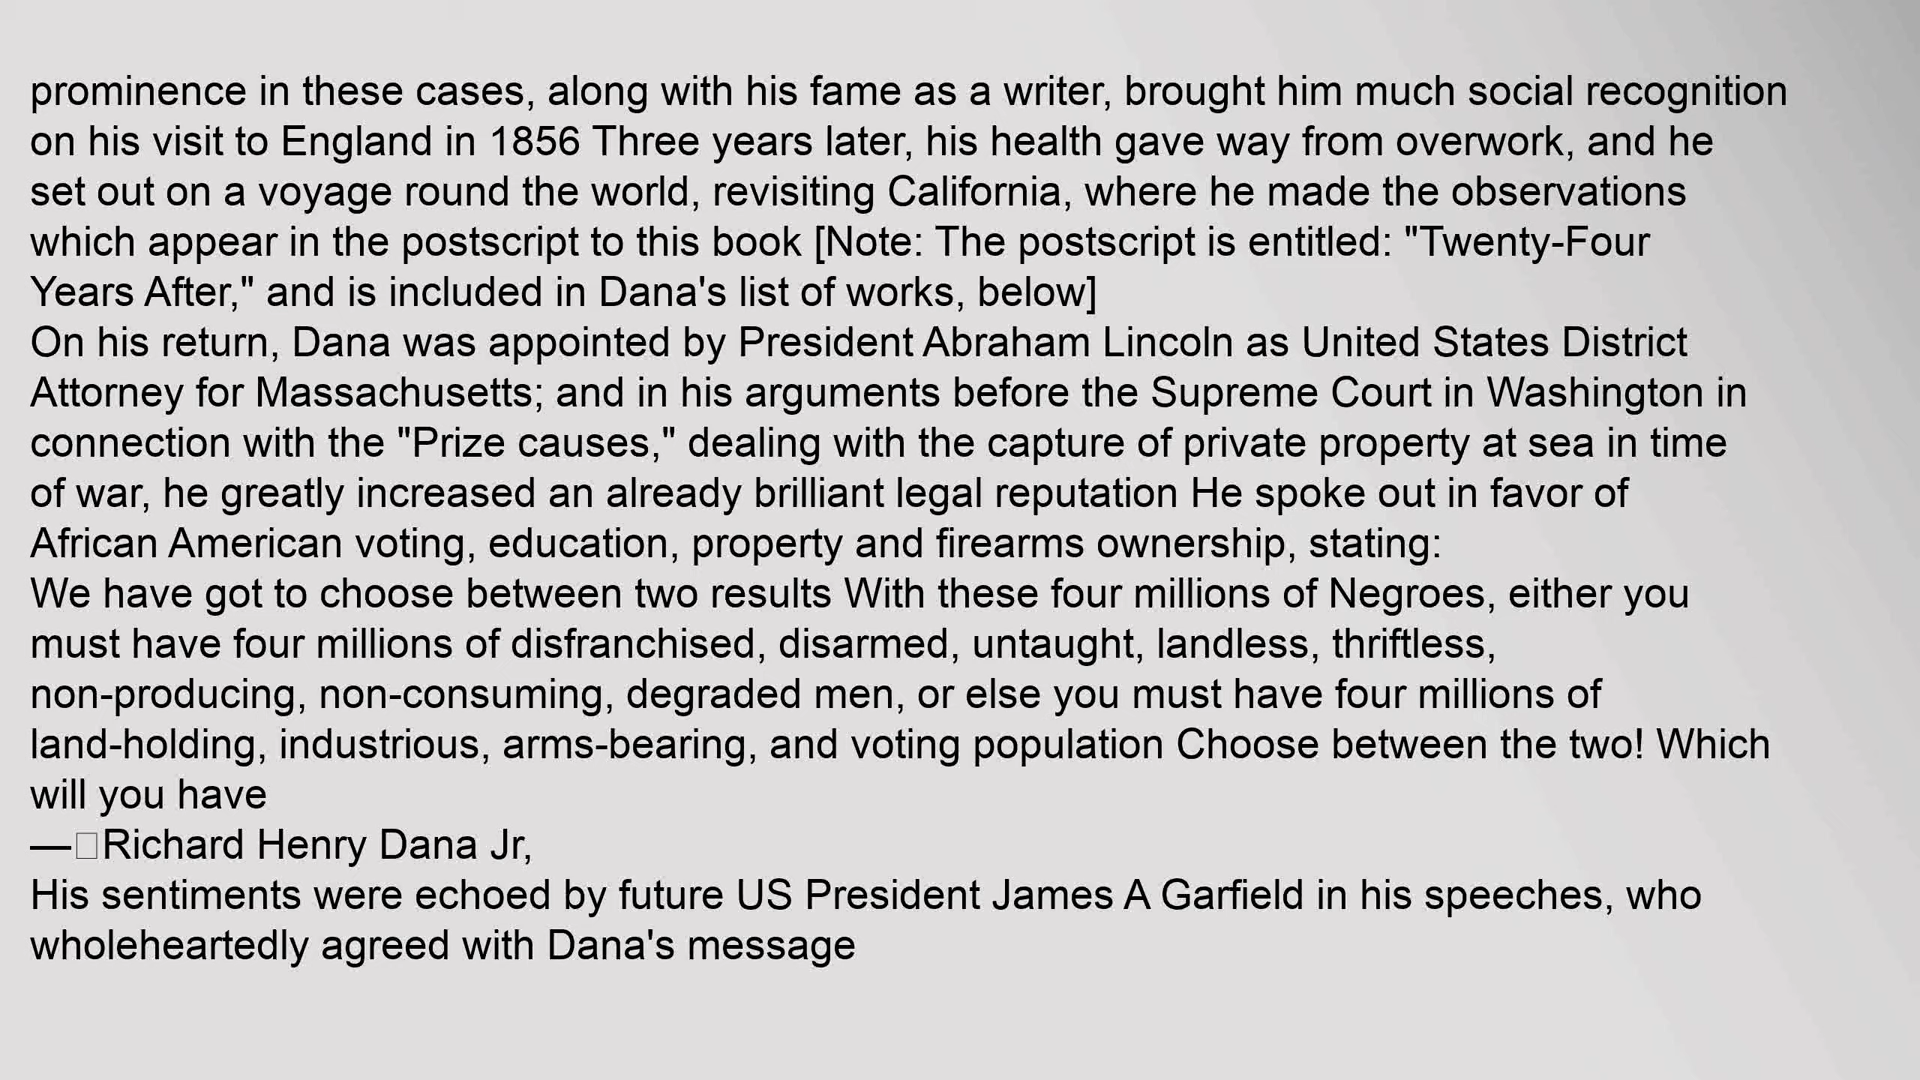 prominence in these cases, along with his fame as a writer, brought him much social recognition
on his visit to England in 1856 Three years later, his health gave way from overwork, and he
set out on a voyage round the world, revisiting California, where he made the observations
which appear in the postscript to this book [Note: The postscript is entitled: "Twenty-Four
Years After," and is included in Dana's list of works, below]
On his return, Dana was appointed by President Abraham Lincoln as United States District
Attorney for Massachusetts; and in his arguments before the Supreme Court in Washington in
connection with the "Prize causes," dealing with the capture of private property at sea in time
of war, he greatly increased an already brilliant legal reputation He spoke out in favor of
African American voting, education, property and firearms ownership, stating:
We have got to choose between two results With these four millions of Negroes, either you
must have four millions of disfranchised, disarmed, untaught, landless, thriftless,
non-producing, non-consuming, degraded men, or else you must have four millions of
land-holding, industrious, arms-bearing, and voting population Choose between the two! Which
will you have
—□Richard Henry Dana Jr,
His sentiments were echoed by future US President James A Garfield in his speeches, who
wholeheartedly agreed with Dana's message